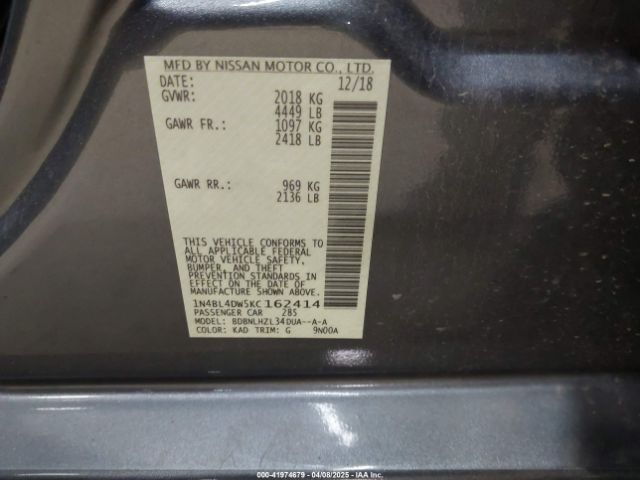 MFD BY NISSAN MOTOR CO., LTD.
DATE: 12/18
GVWR: 2018 KG
4449 LB
GAWR FR.: 1097 KG
2418 LB
GAWR RR.: 969 KG
2136 LB
THIS VEHICLE CONFORMS TO
ALL APPLICABLE FEDERAL
MOTOR VEHICLE SAFETY,
BUMPER, AND THEFT
PREVENTION STANDARDS IN
EFFECT ON THE DATE OF
MANUFACTURE SHOWN ABOVE.
1N4BL4DW5KC162414
PASSENGER CAR 285
MODEL: BDBNLHZL34DUA--A-A
COLOR: KAD TRIM: G 9N00A
000-41974679 - 04/08/2025 - IAA Inc.